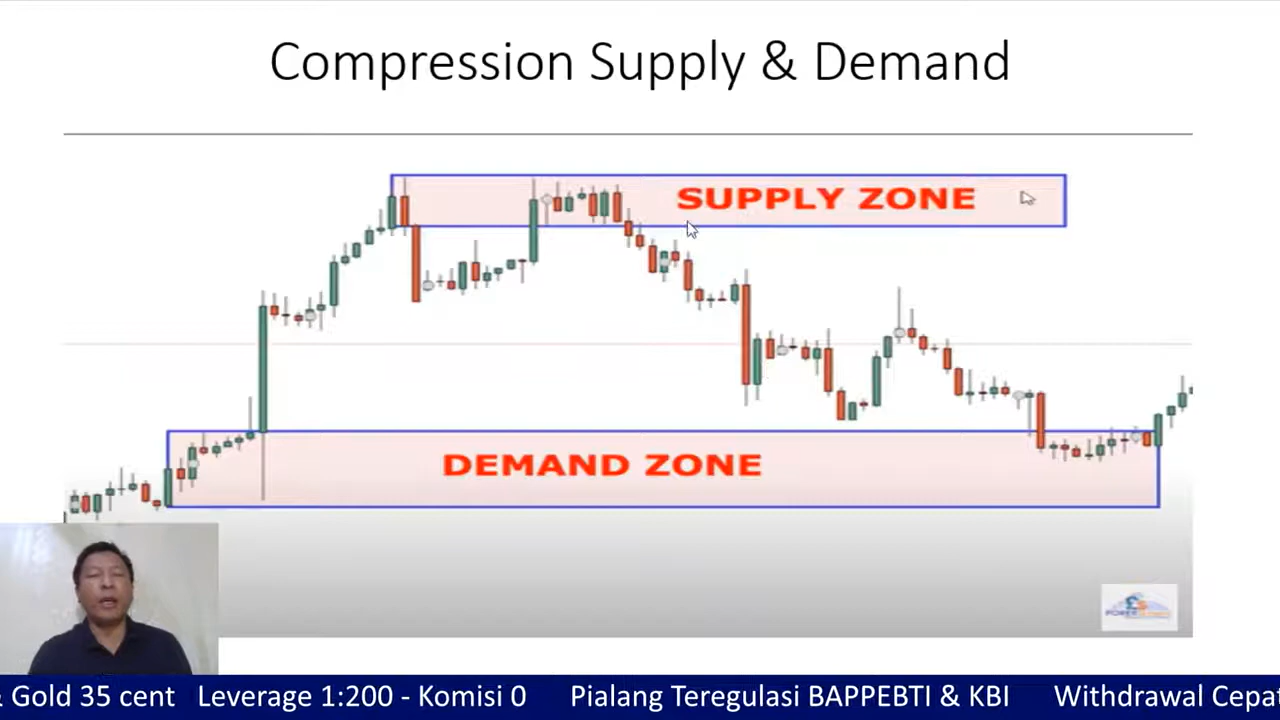 Compression Supply & Demand
SUPPLY ZONE
DEMAND ZONE
& Gold 35 cent Leverage 1:200 - Komisi 0 Pialang Teregulasi BAPPEBTI & KBI Withdrawal Cepat